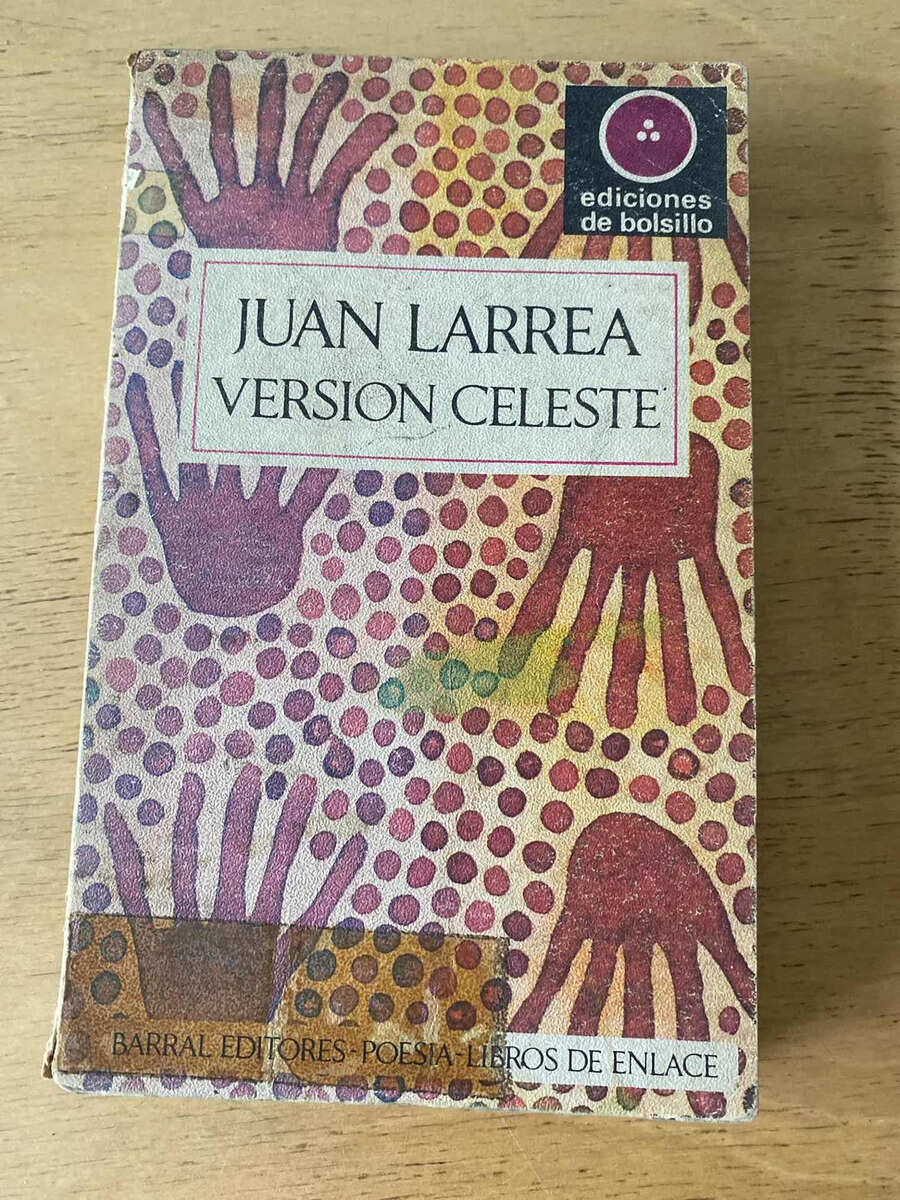 ediciones
de bolsillo
JUAN LARREA
VERSION CELESTE
BARRAL EDITORES-POESIA-LIBROS DE ENLACE